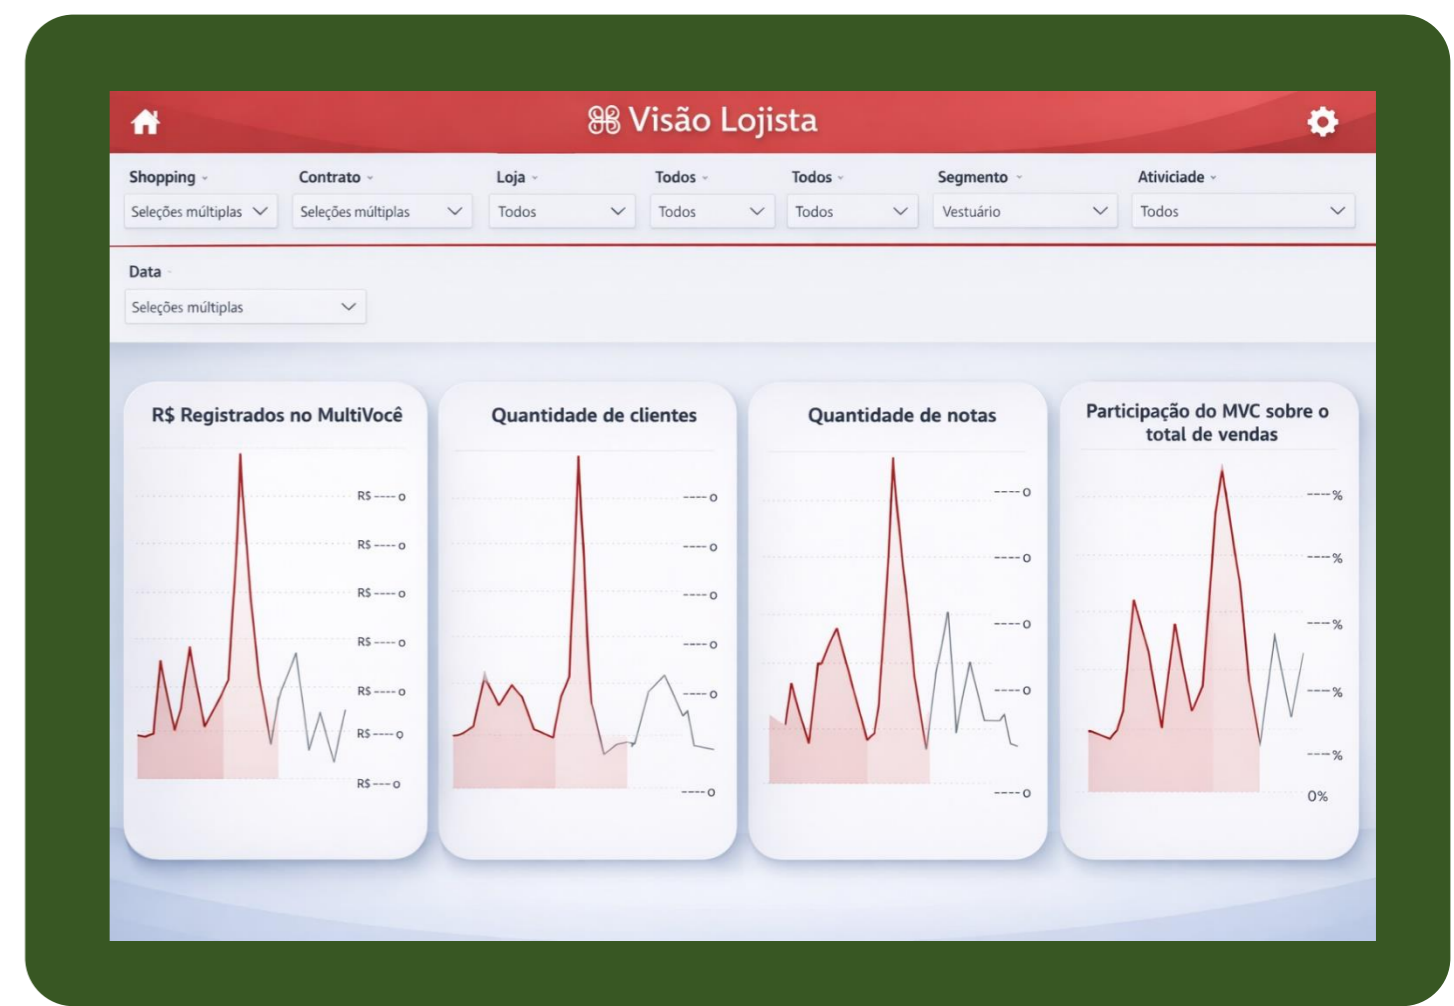 Visão Lojista
Shopping
Contrato
Loja
Todos
Todos
Segmento
Ativiciade
Seleções múltiplas
Seleções múltiplas
Todos
Todos
Todos
Vestuário
Todos
Data
Seleções múltiplas
R$ Registrados no MultiVocê
R$ ---- o
R$ ---- o
R$ ---- o
R$ ---- o
R$ ---- o
R$ ---- o
R$ --- o
Quantidade de clientes
---- o
---- o
---- o
---- o
---- o
---- o
Quantidade de notas
---- o
---- o
---- o
---- o
---- o
Participação do MVC sobre o
total de vendas
---- %
---- %
---- %
---- %
---- %
0%